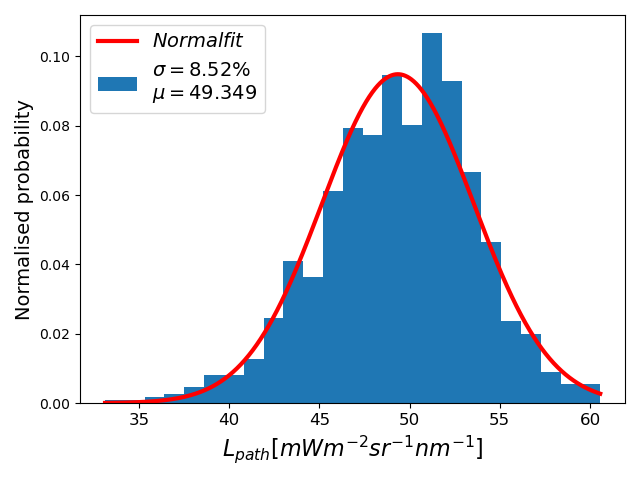 Normalfit
σ = 8.52%
μ = 49.349
0.10
0.08
0.06
0.04
0.02
0.00
Normalised probability
35 40 45 50 55 60
L_path[mWm⁻²sr⁻¹nm⁻¹]